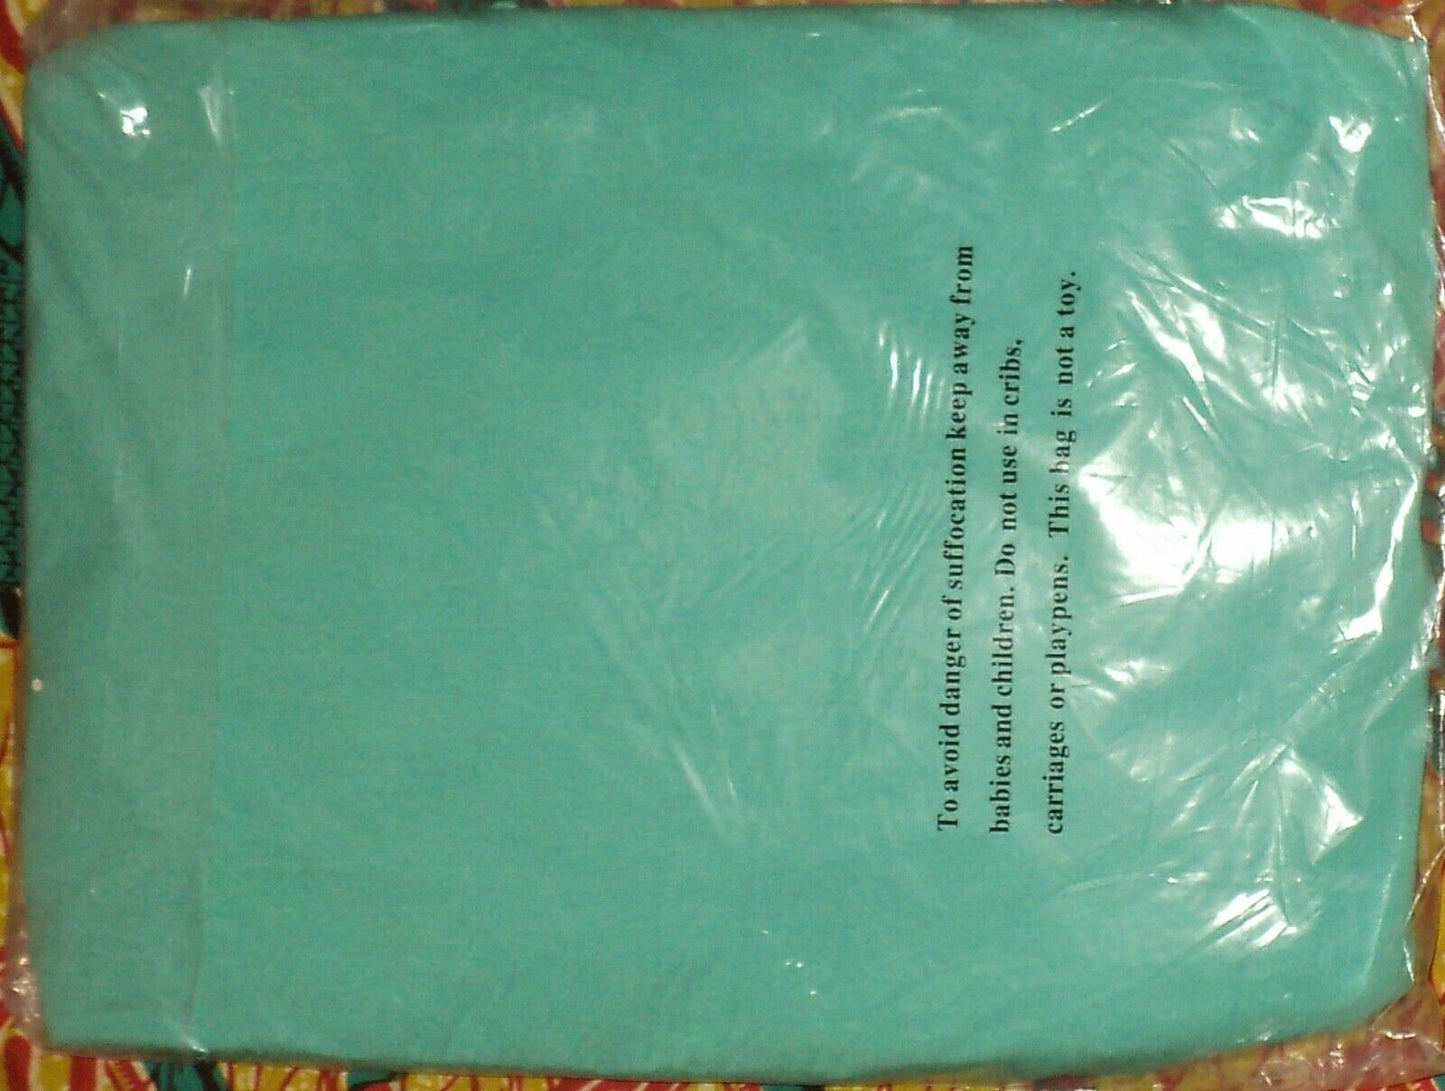 To avoid danger of suffocation keep away from
babies and children. Do not use in cribs,
carriages or playpens. This bag is not a toy.